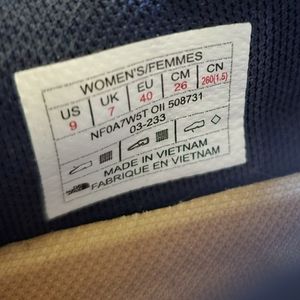 WOMEN'S/FEMMES
US UK EU CM CN
9 7 40 26 260(1.5)
NF0A7W5T OII 508731
03-233
MADE IN VIETNAM
FABRIQUE EN VIETNAM